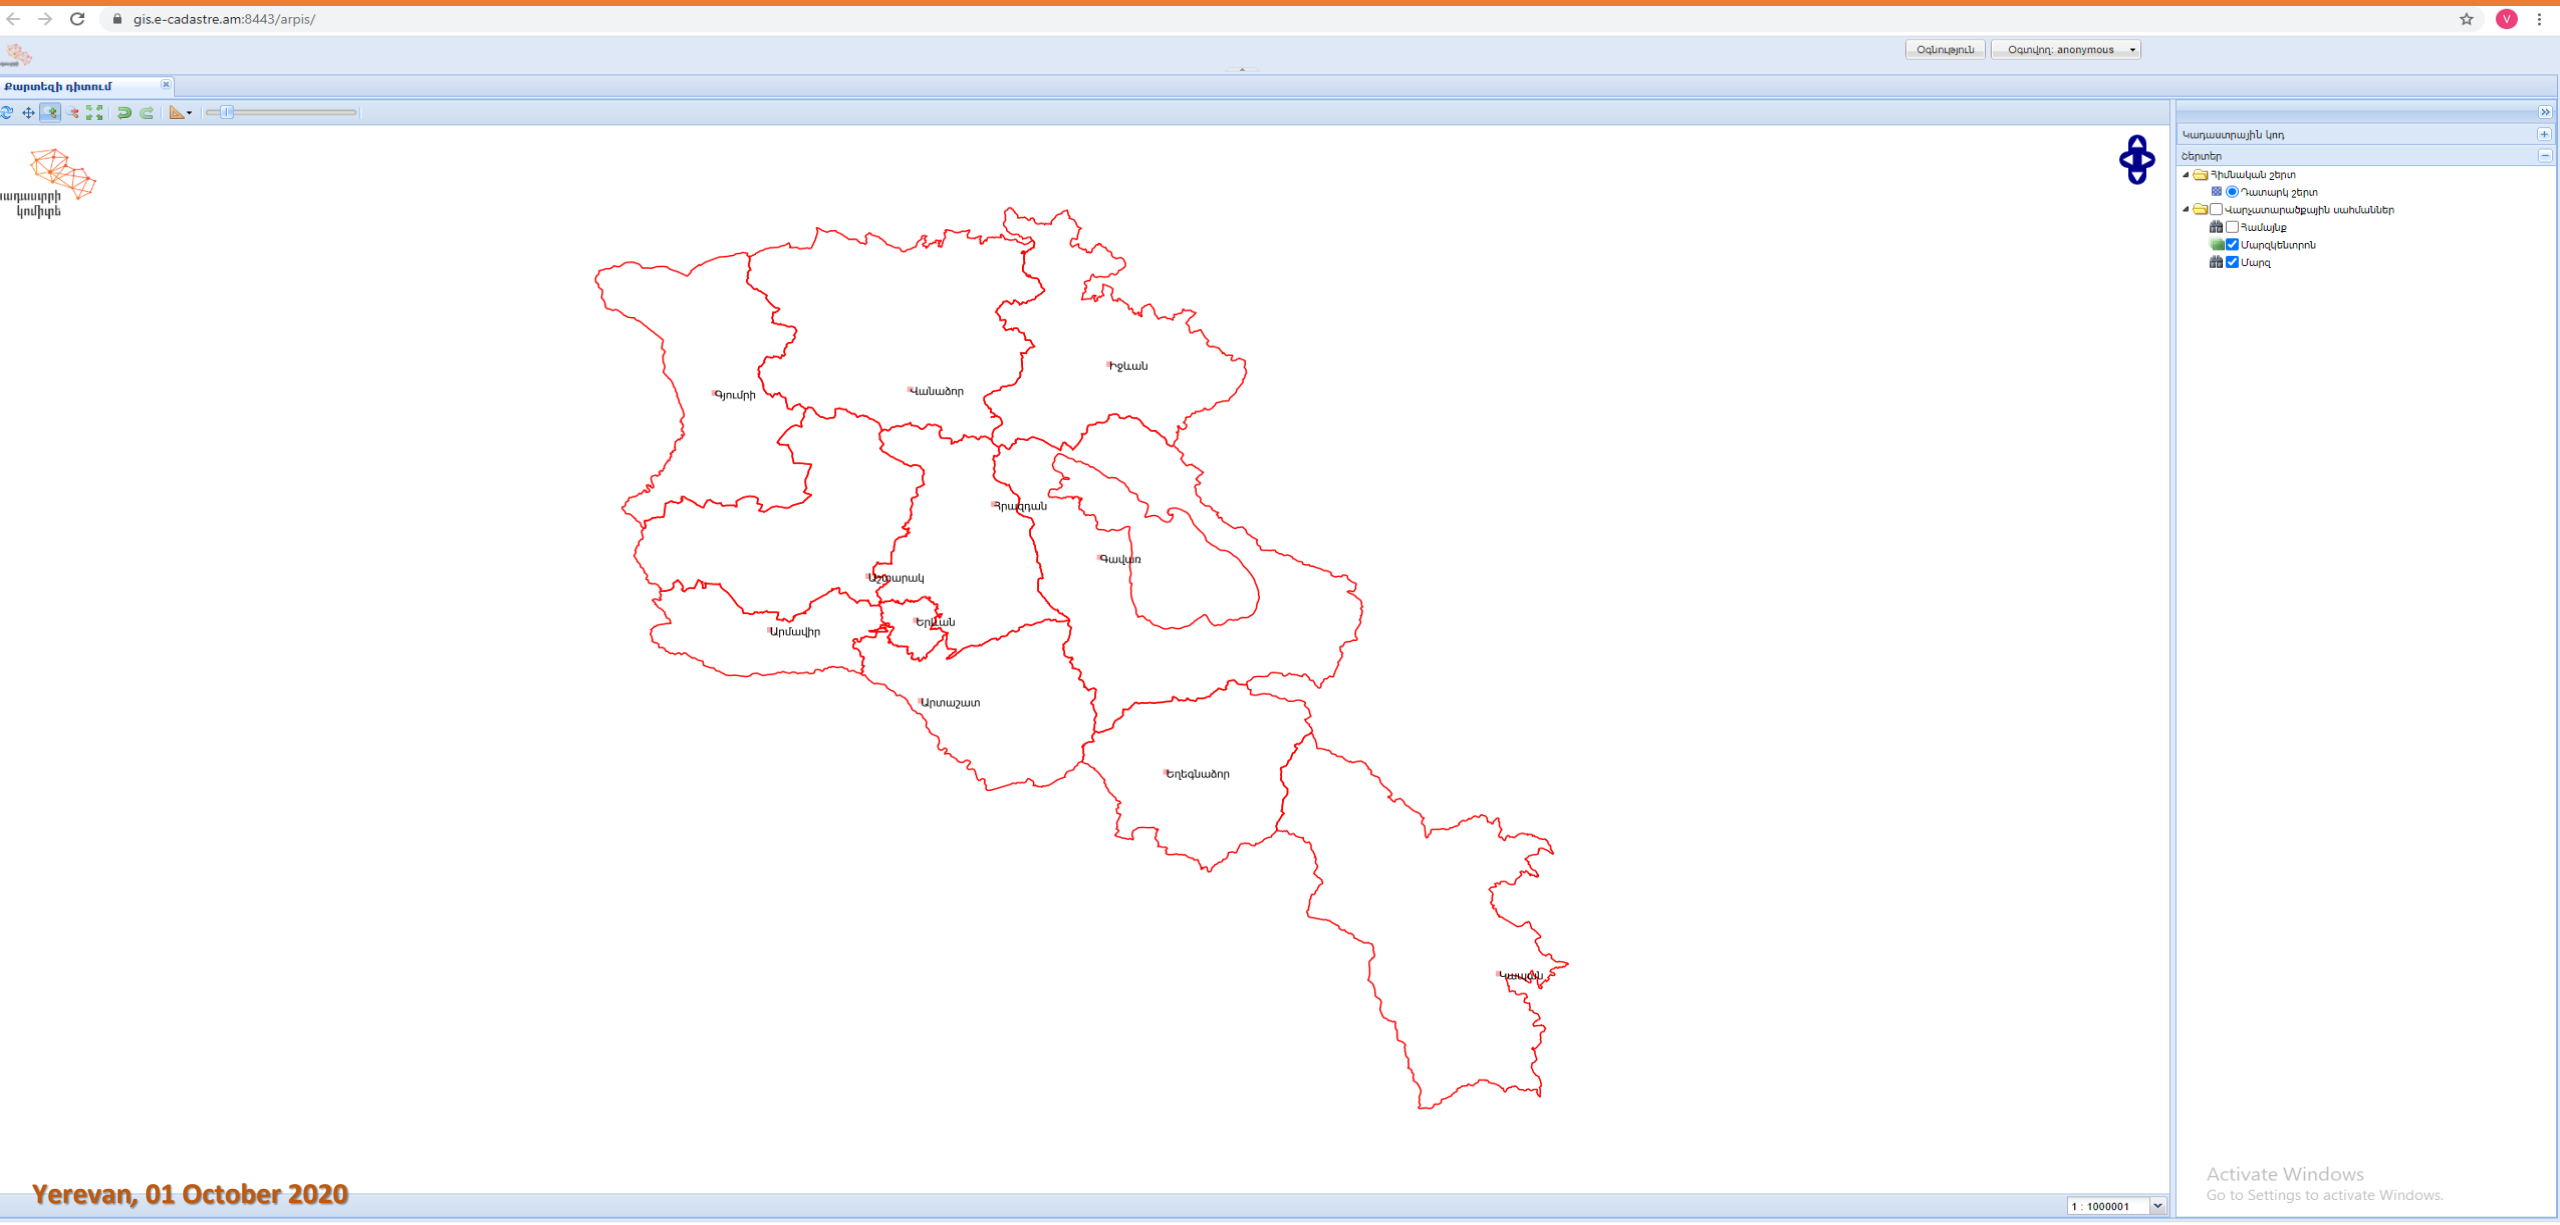 gis.e-cadastre.am:8443/arpis/
V
Օգնություն
Օգտվող: anonymous
Քարտեզի դիտում
Կադաստրային կոդ
Շերտեր
Հիմնական շերտ
Դատարկ շերտ
Վարչատարածքային սահմաններ
Համայնք
Մարզկենտրոն
Մարզ
կոմիտե
Իջևան
Գյումրի
Վանաձոր
Հրազդան
Գավառ
Աշտարակ
Երևան
Արմավիր
Արտաշատ
Եղեգնաձոր
Կապան
Activate Windows
Go to Settings to activate Windows.
Yerevan, 01 October 2020
1 : 1000001